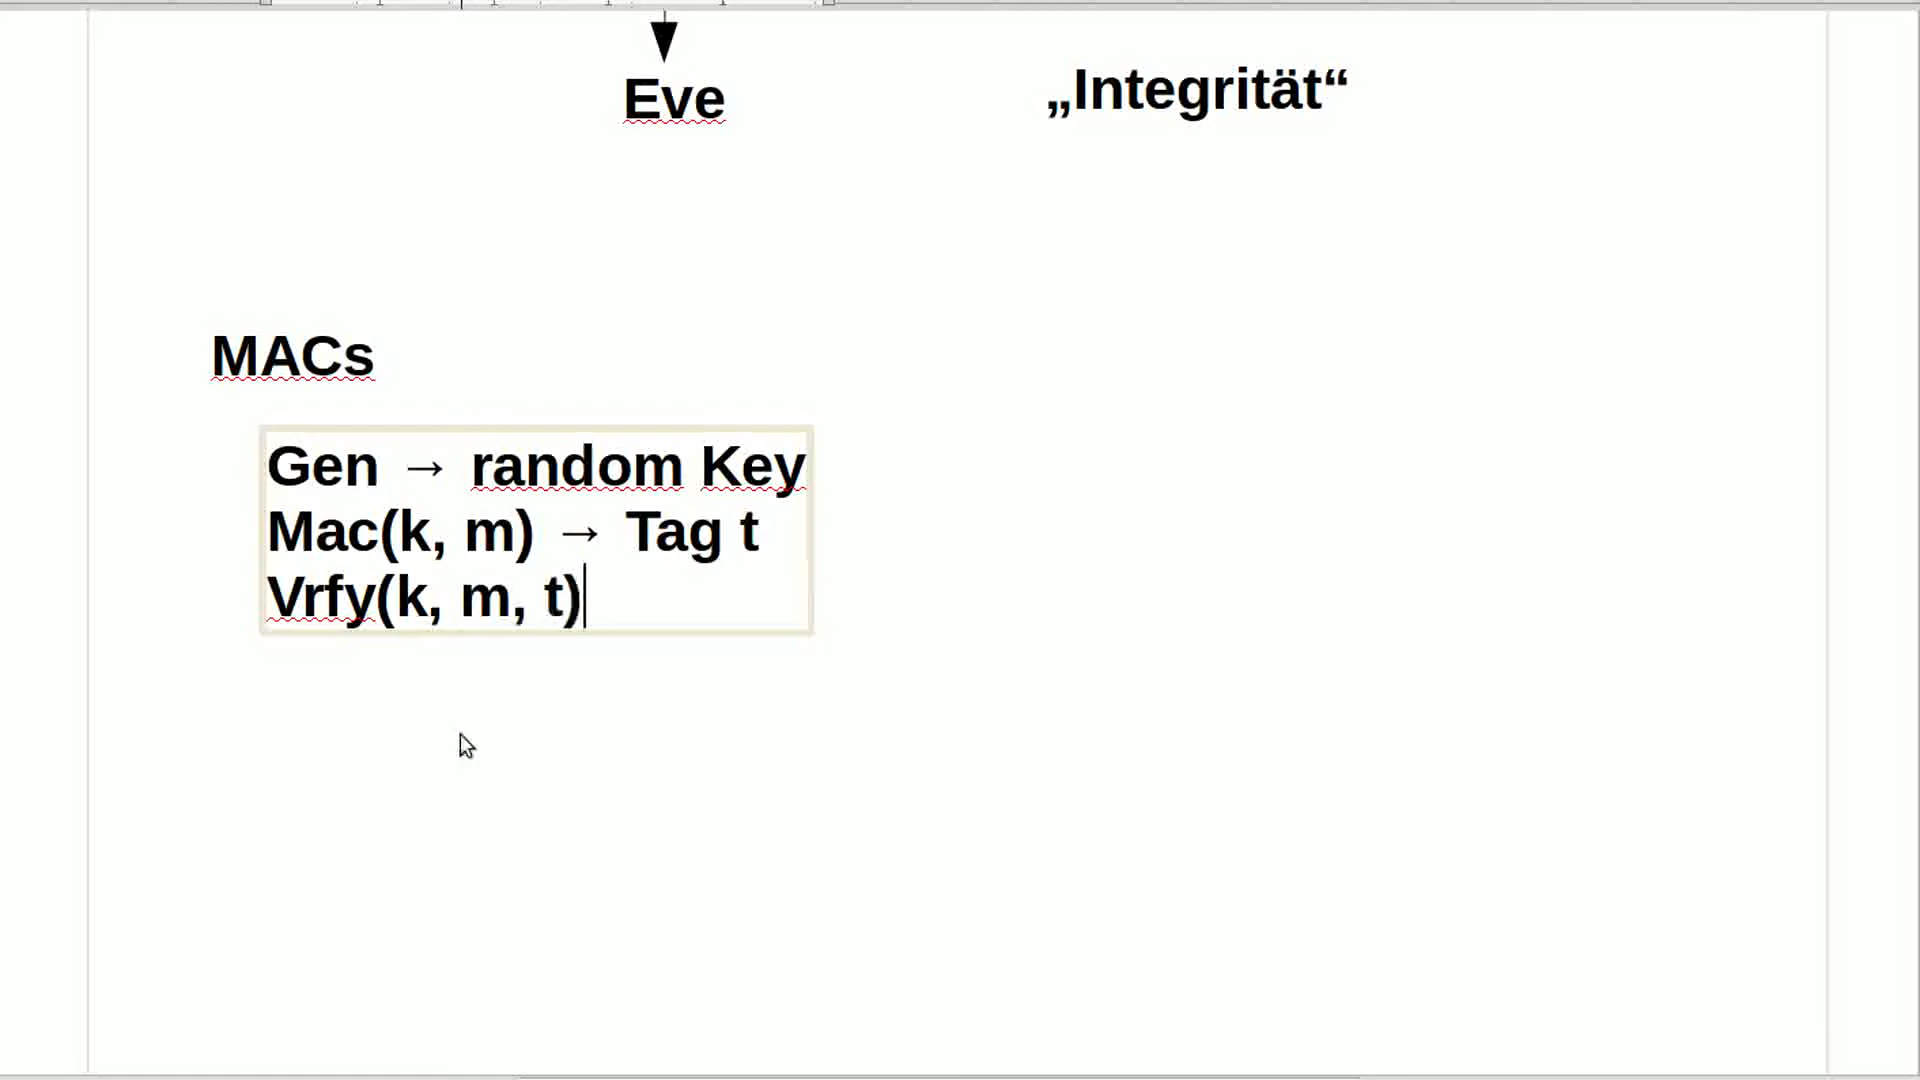 Eve
„Integrität“
MACs
Gen → random Key
Mac(k, m) → Tag t
Vrfy(k, m, t)